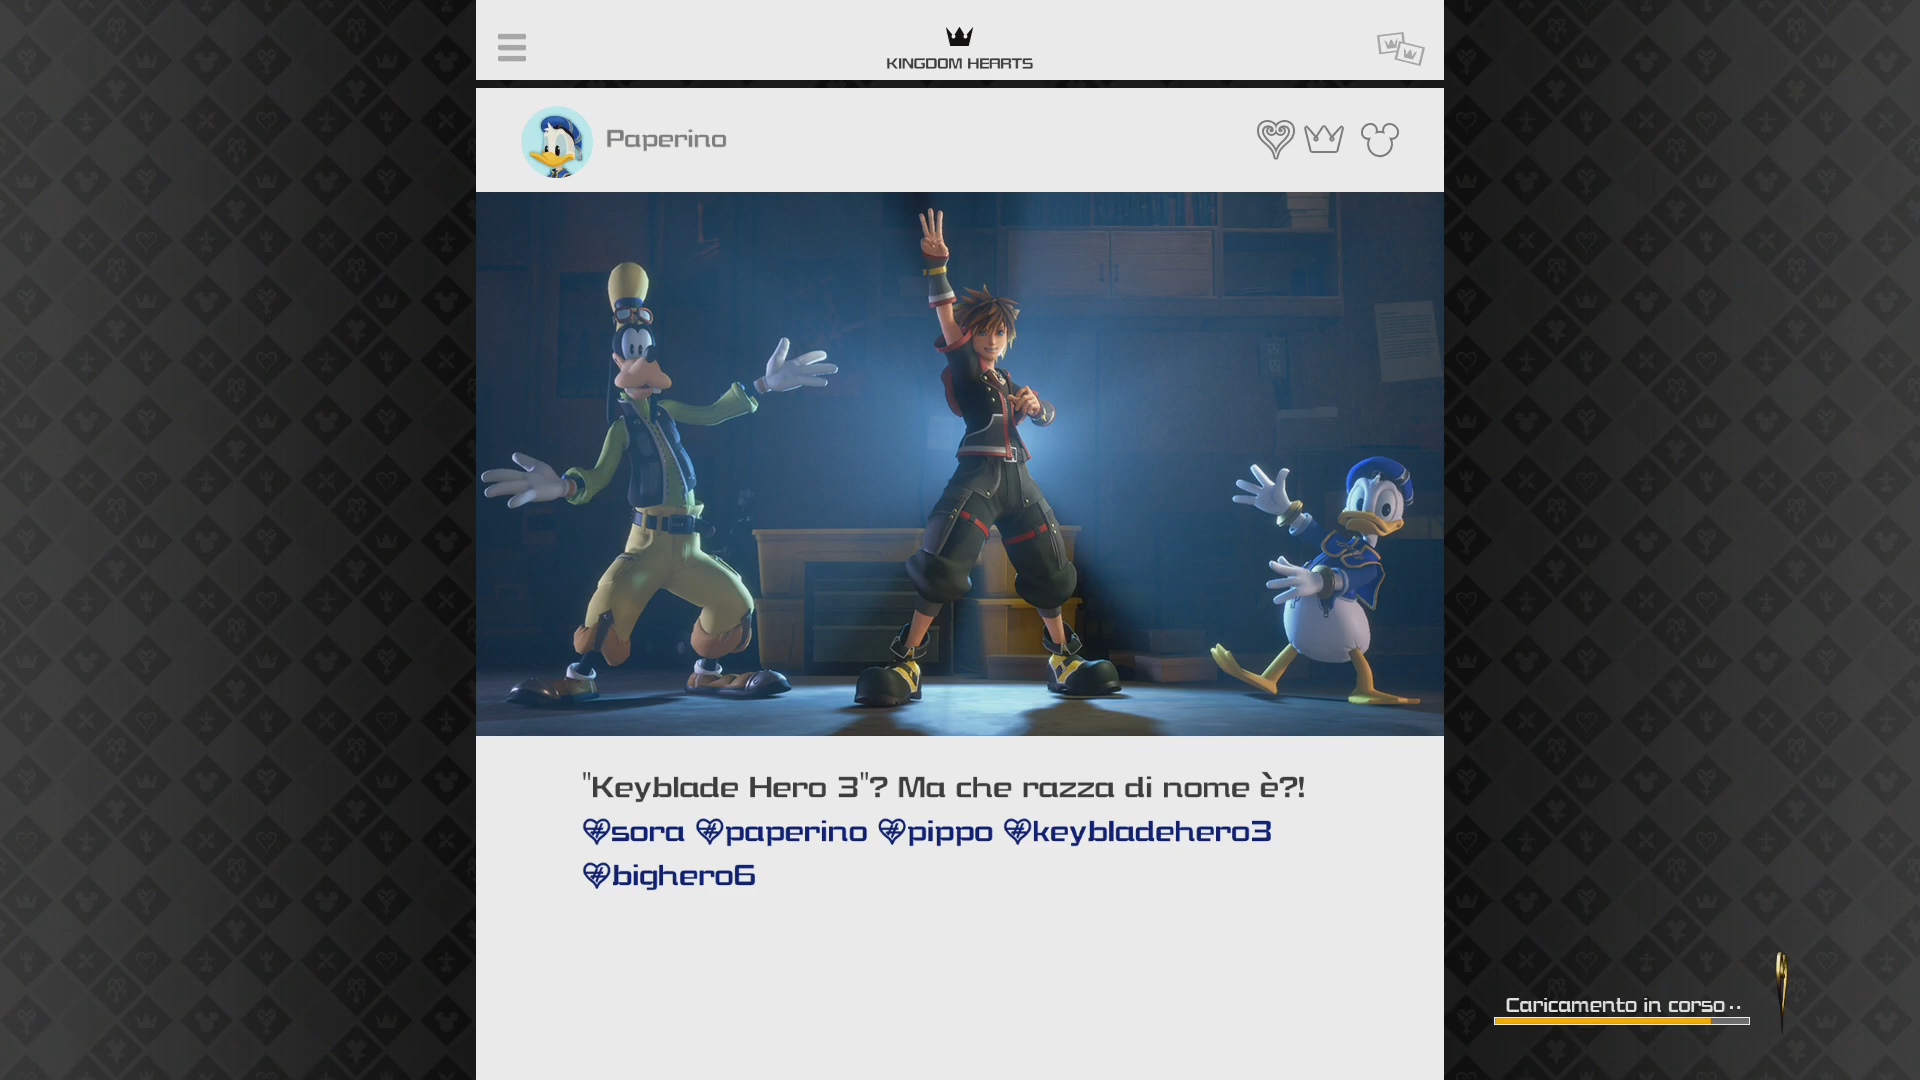 KINGDOM HEARTS
Paperino
"Keyblade Hero 3"? Ma che razza di nome è?!
#sora #paperino #pippo #keybladehero3
#bighero6
Caricamento in corso··